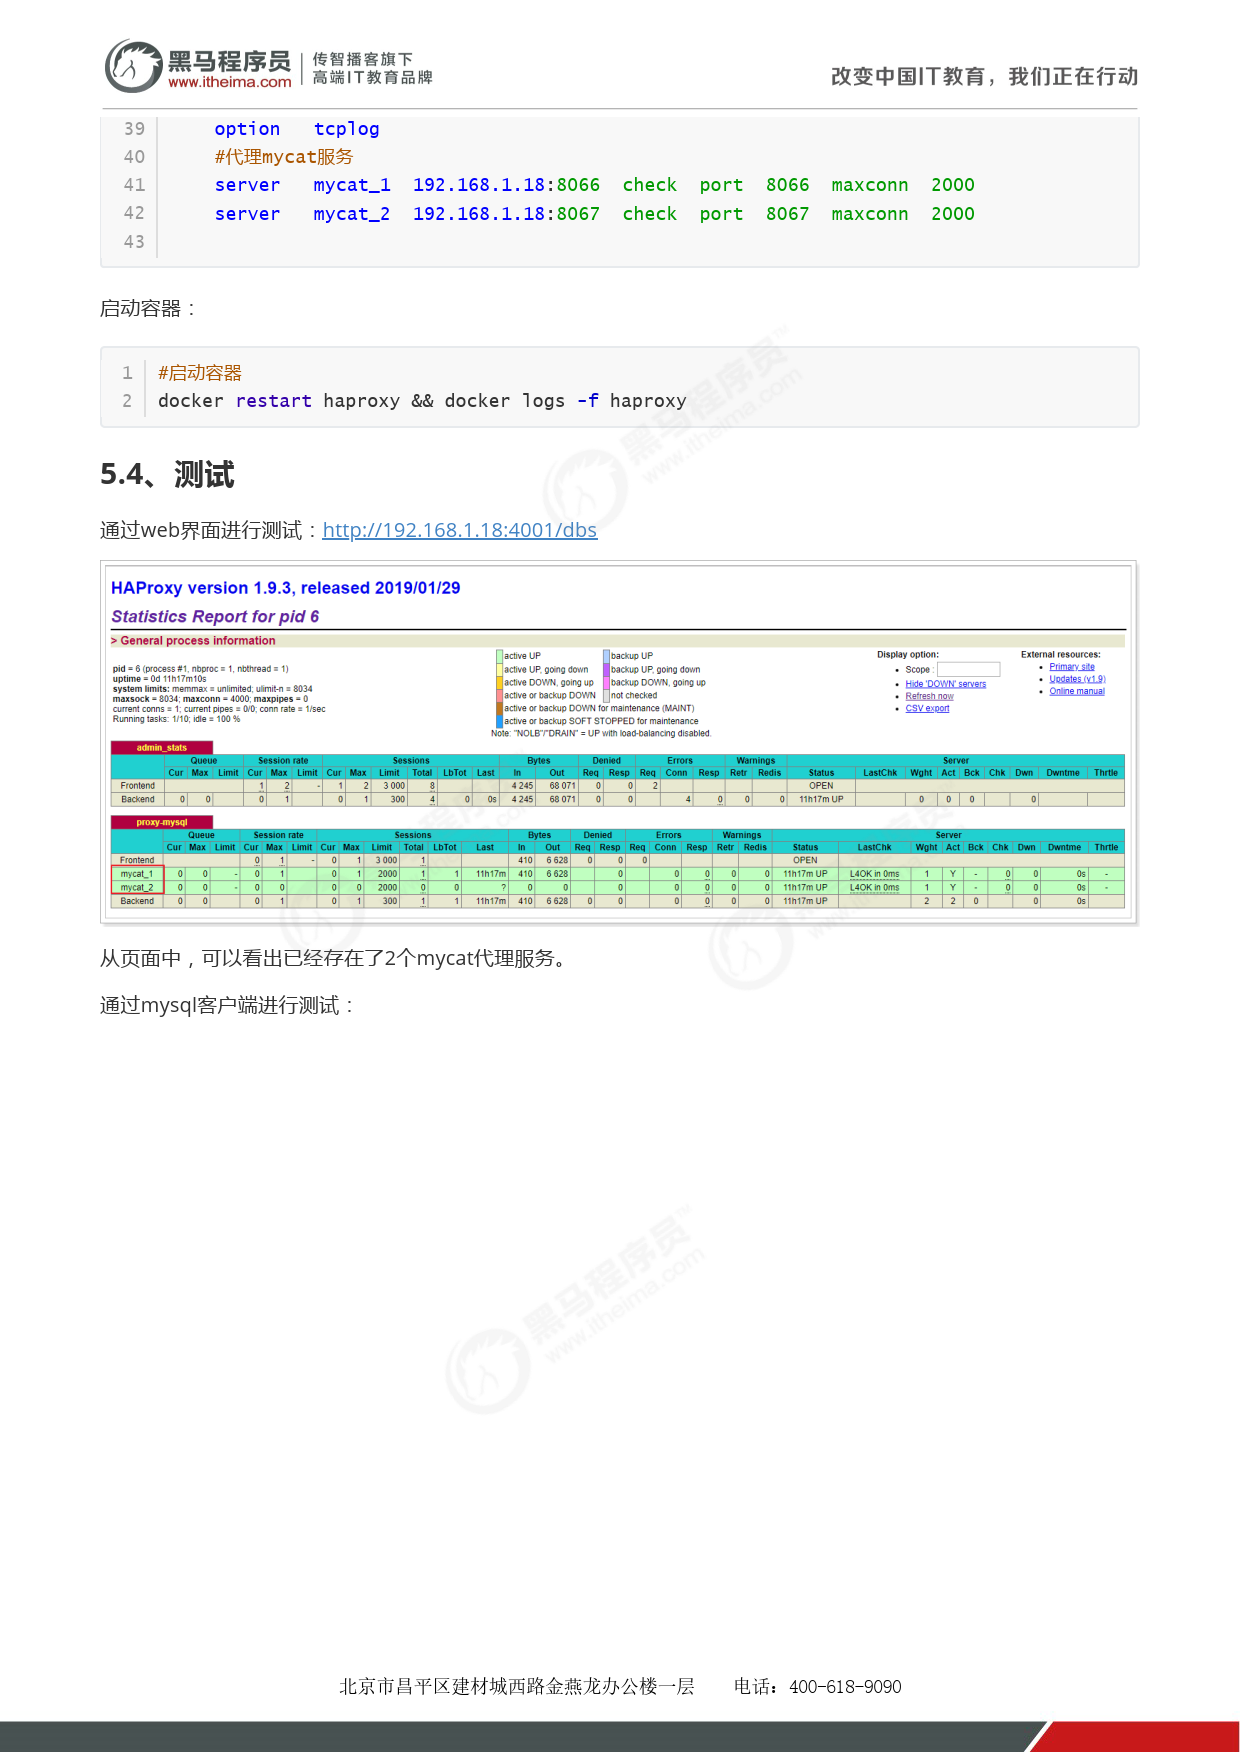 黑马程序员
www.itheima.com
传智播客旗下
高端IT教育品牌
改变中国IT教育，我们正在行动
39 option tcplog
40 #代理mycat服务
41 server mycat_1 192.168.1.18:8066 check port 8066 maxconn 2000
42 server mycat_2 192.168.1.18:8067 check port 8067 maxconn 2000
43
启动容器：
1 #启动容器
2 docker restart haproxy && docker logs -f haproxy
5.4、测试
通过web界面进行测试：http://192.168.1.18:4001/dbs
HAProxy version 1.9.3, released 2019/01/29
Statistics Report for pid 6
> General process information
pid = 6 (process #1, nbproc = 1, nbthread = 1)
uptime = 0d 11h17m10s
system limits: memmax = unlimited; ulimit-n = 8034
maxsock = 8034; maxconn = 4000; maxpipes = 0
current conns = 1; current pipes = 0/0; conn rate = 1/sec
Running tasks: 1/10; idle = 100 %
active UP backup UP
active UP, going down backup UP, going down
active DOWN, going up backup DOWN, going up
active or backup DOWN not checked
active or backup DOWN for maintenance (MAINT)
active or backup SOFT STOPPED for maintenance
Note: "NOLB"/"DRAIN" = UP with load-balancing disabled.
Display option:
Scope :
Hide 'DOWN' servers
Refresh now
CSV export
External resources:
Primary site
Updates (v1.9)
Online manual
admin_stats
Queue Session rate Sessions Bytes Denied Errors Warnings Server
Cur Max Limit Cur Max Limit Cur Max Limit Total LbTot Last In Out Req Resp Req Conn Resp Retr Redis Status LastChk Wght Act Bck Chk Dwn Dwntme Thrtle
Frontend 1 2 - 1 2 3 000 8 4 245 68 071 0 0 2 OPEN
Backend 0 0 0 1 0 1 300 4 0 0s 4 245 68 071 0 0 4 0 0 0 11h17m UP 0 0 0 0
proxy-mysql
Queue Session rate Sessions Bytes Denied Errors Warnings Server
Cur Max Limit Cur Max Limit Cur Max Limit Total LbTot Last In Out Req Resp Req Conn Resp Retr Redis Status LastChk Wght Act Bck Chk Dwn Dwntme Thrtle
Frontend 0 1 - 0 1 3 000 1 410 6 628 0 0 0 OPEN
mycat_1 0 0 - 0 1 0 1 2000 1 1 11h17m 410 6 628 0 0 0 0 0 11h17m UP L4OK in 0ms 1 Y - 0 0 0s -
mycat_2 0 0 - 0 0 0 0 2000 0 0 ? 0 0 0 0 0 0 0 11h17m UP L4OK in 0ms 1 Y - 0 0 0s -
Backend 0 0 0 1 0 1 300 1 1 11h17m 410 6 628 0 0 0 0 0 0 11h17m UP 2 2 0 0 0s
从页面中，可以看出已经存在了2个mycat代理服务。
通过mysql客户端进行测试：
北京市昌平区建材城西路金燕龙办公楼一层 电话：400-618-9090